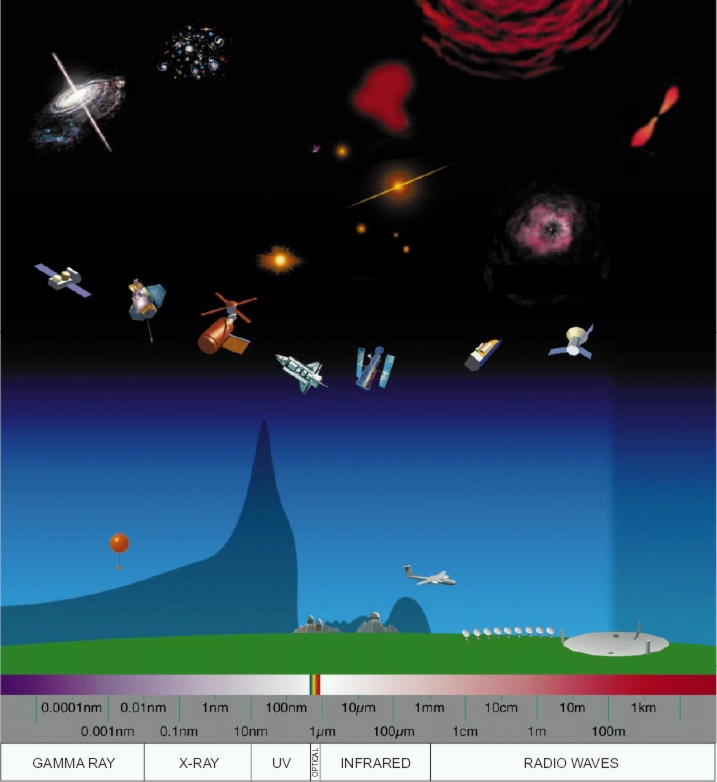 0.0001nm 0.01nm 1nm 100nm 10µm 1mm 10cm 10m 1km
0.001nm 0.1nm 10nm 1µm 100µm 1cm 1m 100m
GAMMA RAY X-RAY UV OPTICAL INFRARED RADIO WAVES